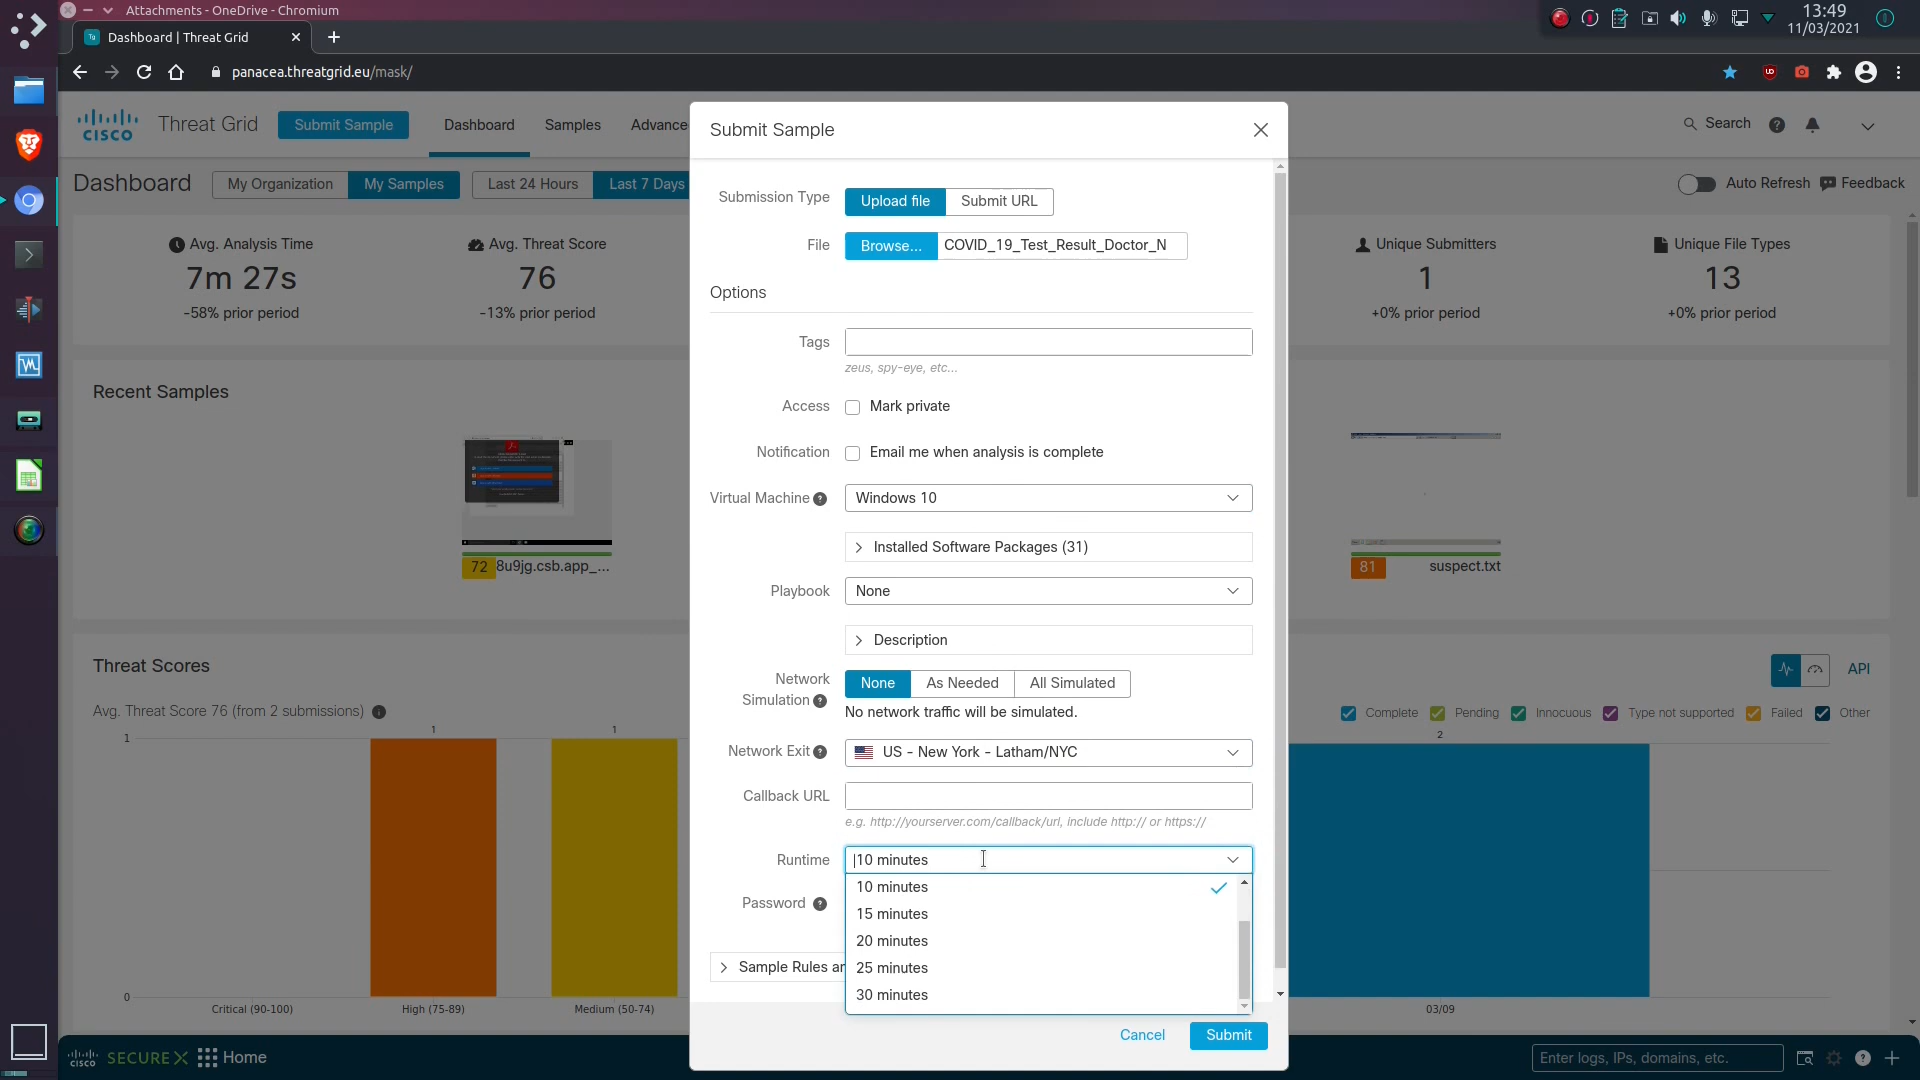 Attachments - OneDrive - Chromium
13:49
11/03/2021
Dashboard | Threat Grid
panacea.threatgrid.eu/mask/
CISCO
Threat Grid
Submit Sample
Dashboard
Samples
Advance
Search
Dashboard
My Organization
My Samples
Last 24 Hours
Last 7 Days
Auto Refresh
Feedback
Avg. Analysis Time
7m 27s
-58% prior period
Avg. Threat Score
76
-13% prior period
Unique Submitters
1
+0% prior period
Unique File Types
13
+0% prior period
Recent Samples
72
8u9jg.csb.app_...
81
suspect.txt
Threat Scores
API
Avg. Threat Score 76 (from 2 submissions)
Complete
Pending
Innocuous
Type not supported
Failed
Other
1
1
1
2
0
Critical (90-100)
High (75-89)
Medium (50-74)
03/09
Submit Sample
Submission Type
Upload file
Submit URL
File
Browse...
COVID_19_Test_Result_Doctor_N
Options
Tags
zeus, spy-eye, etc...
Access
Mark private
Notification
Email me when analysis is complete
Virtual Machine
Windows 10
Installed Software Packages (31)
Playbook
None
Description
Network
Simulation
None
As Needed
All Simulated
No network traffic will be simulated.
Network Exit
US - New York - Latham/NYC
Callback URL
e.g. http://yourserver.com/callback/url, include http:// or https://
Runtime
10 minutes
10 minutes
15 minutes
20 minutes
25 minutes
30 minutes
Password
Sample Rules ar
Cancel
Submit
CISCO
SECUREX
Home
Enter logs, IPs, domains, etc.